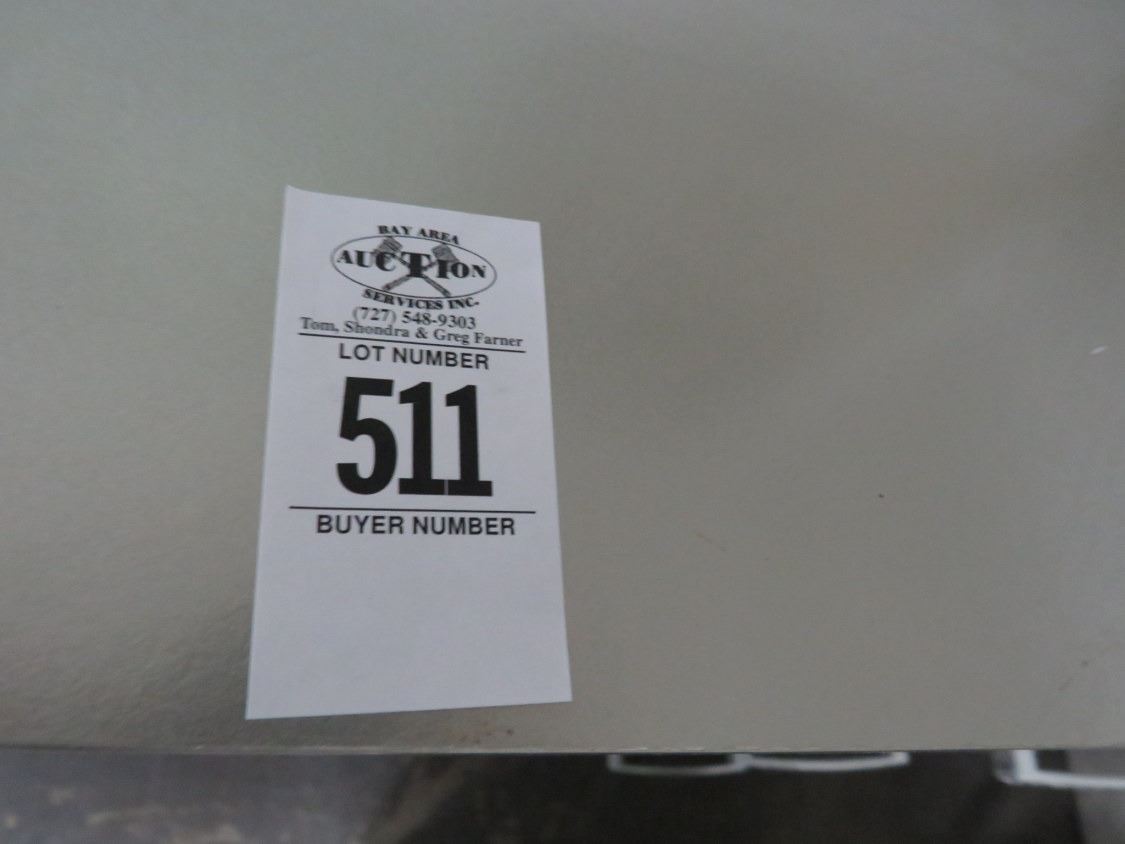 BAY AREA
AUCTION
SERVICES INC.
(727) 548-9303
Tom, Shondra & Greg Farner
LOT NUMBER
511
BUYER NUMBER